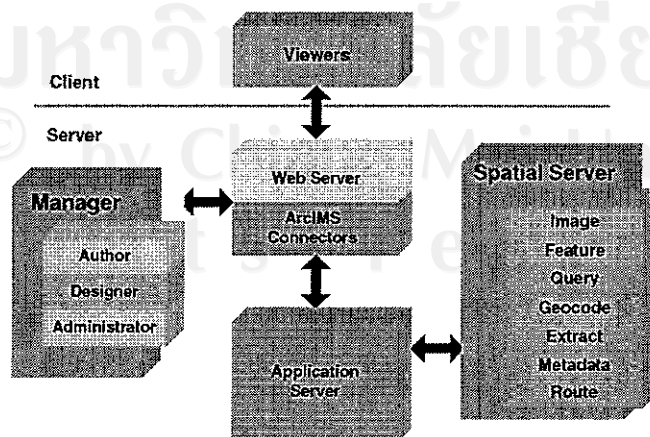 Viewers
Client
Server
Web Server
ArcIMS
Connectors
Manager
Author
Designer
Administrator
Application
Server
Spatial Server
Image
Feature
Query
Geocode
Extract
Metadata
Route